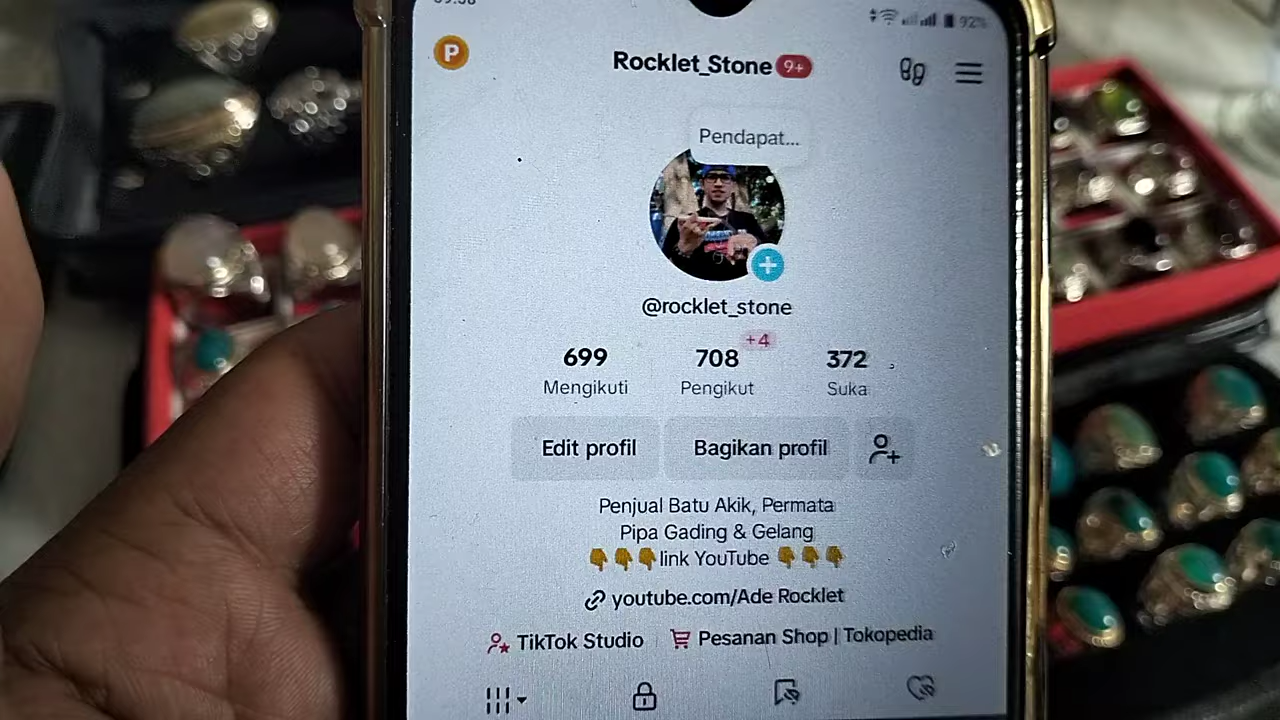 92%
P
Rocklet_Stone 9+
Pendapat...
@rocklet_stone
+4
699 708 372
Mengikuti Pengikut Suka
Edit profil Bagikan profil
Penjual Batu Akik, Permata
Pipa Gading & Gelang
👇👇👇link YouTube 👇👇👇
youtube.com/Ade Rocklet
TikTok Studio Pesanan Shop | Tokopedia